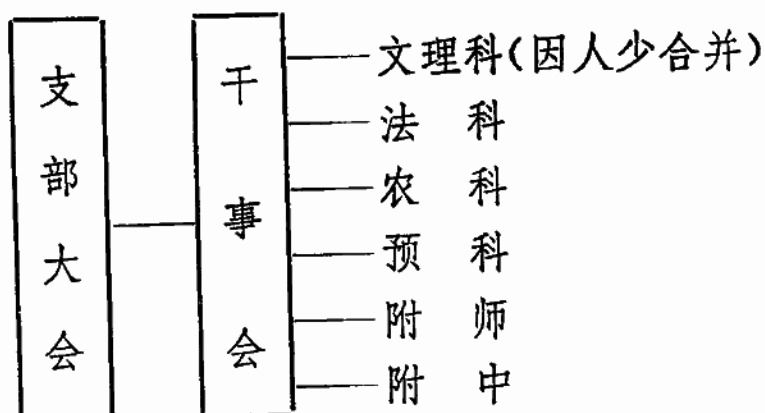 支部大会
干事会
文理科(因人少合并)
法 科
农 科
预 科
附 师
附 中